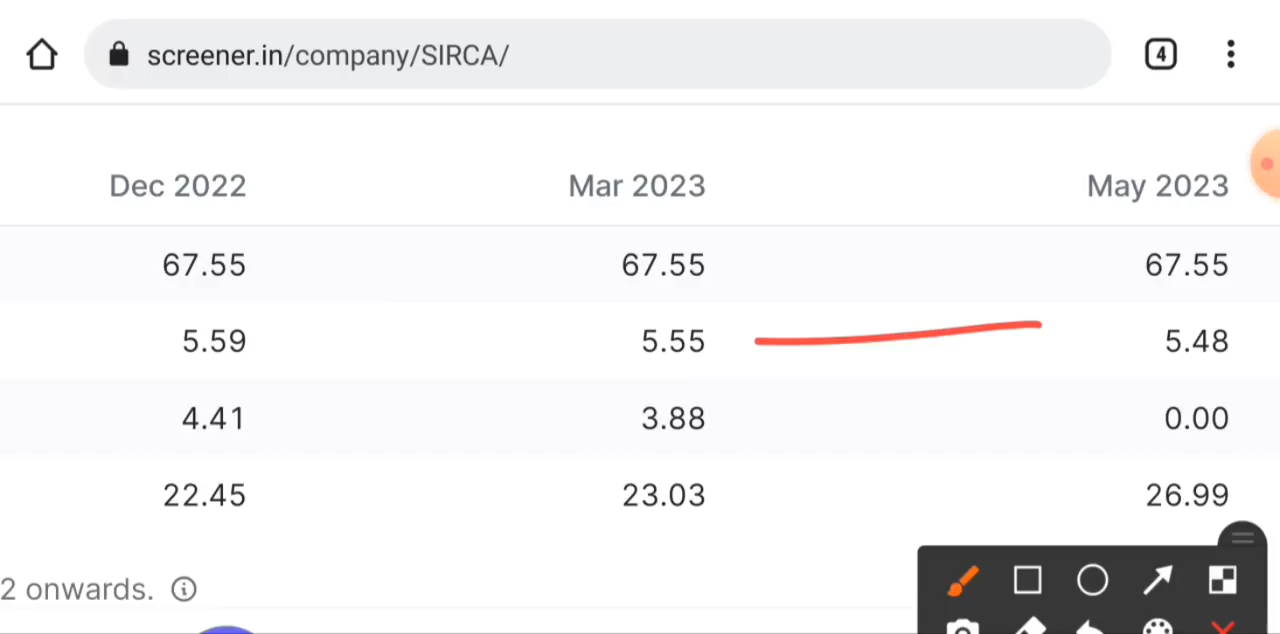 screener.in/company/SIRCA/
4
Dec 2022 Mar 2023 May 2023
67.55 67.55 67.55
5.59 5.55 5.48
4.41 3.88 0.00
22.45 23.03 26.99
2 onwards.